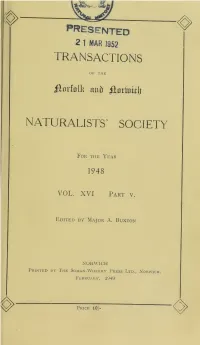 PRESENTED
21 MAR 1952
TRANSACTIONS
OF THE
Norfolk and Norwich
NATURALISTS' SOCIETY
FOR THE YEAR
1948
VOL. XVI PART V.
EDITED BY MAJOR A. BUXTON
NORWICH
PRINTED BY THE SOMAN-WHERRY PRESS LTD., NORWICH.
FEBRUARY, 1949
PRICE 10/-